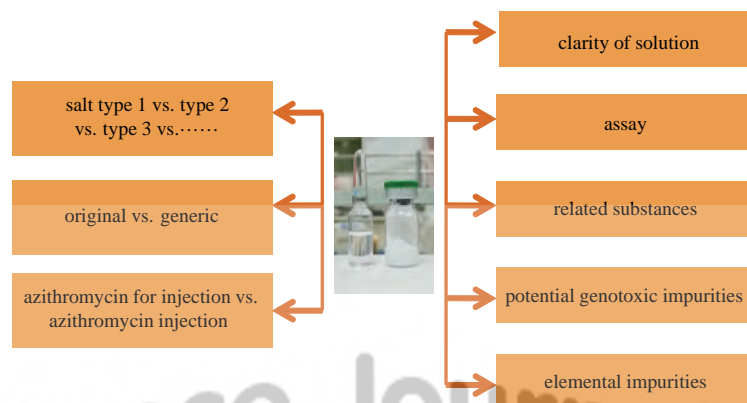 salt type 1 vs. type 2
vs. type 3 vs.······
original vs. generic
azithromycin for injection vs.
azithromycin injection
clarity of solution
assay
related substances
potential genotoxic impurities
elemental impurities